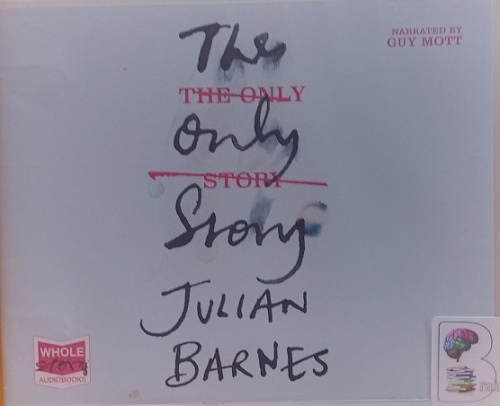 NARRATED BY
GUY MOTT
The
THE ONLY
Only
STORY
Story
JULIAN
BARNES
WHOLE
STORY
AUDIOBOOKS
B